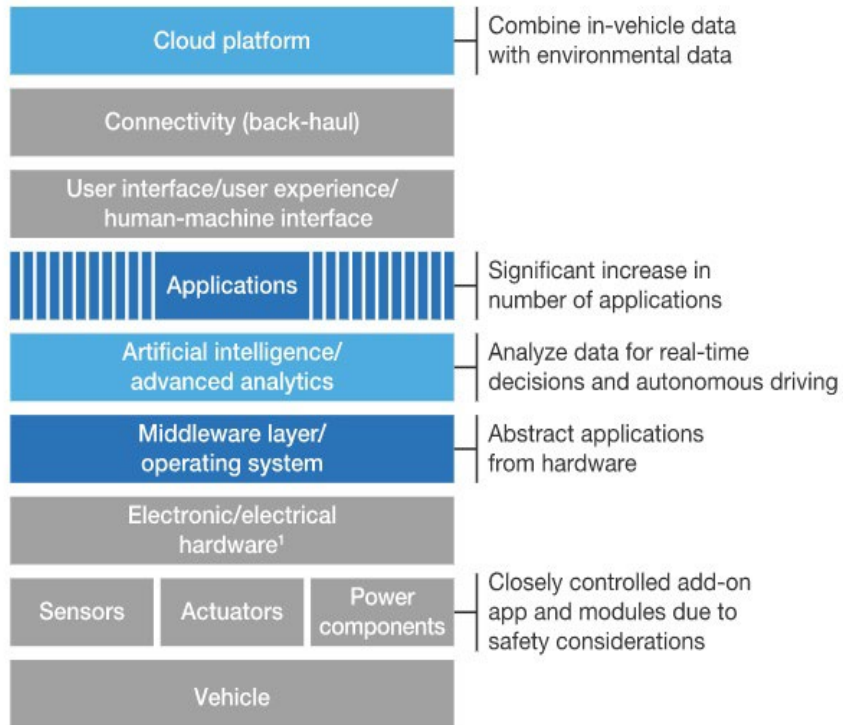 Cloud platform
Combine in-vehicle data
with environmental data
Connectivity (back-haul)
User interface/user experience/
human-machine interface
Applications
Significant increase in
number of applications
Artificial intelligence/
advanced analytics
Analyze data for real-time
decisions and autonomous driving
Middleware layer/
operating system
Abstract applications
from hardware
Electronic/electrical
hardware¹
Sensors
Actuators
Power
components
Closely controlled add-on
app and modules due to
safety considerations
Vehicle